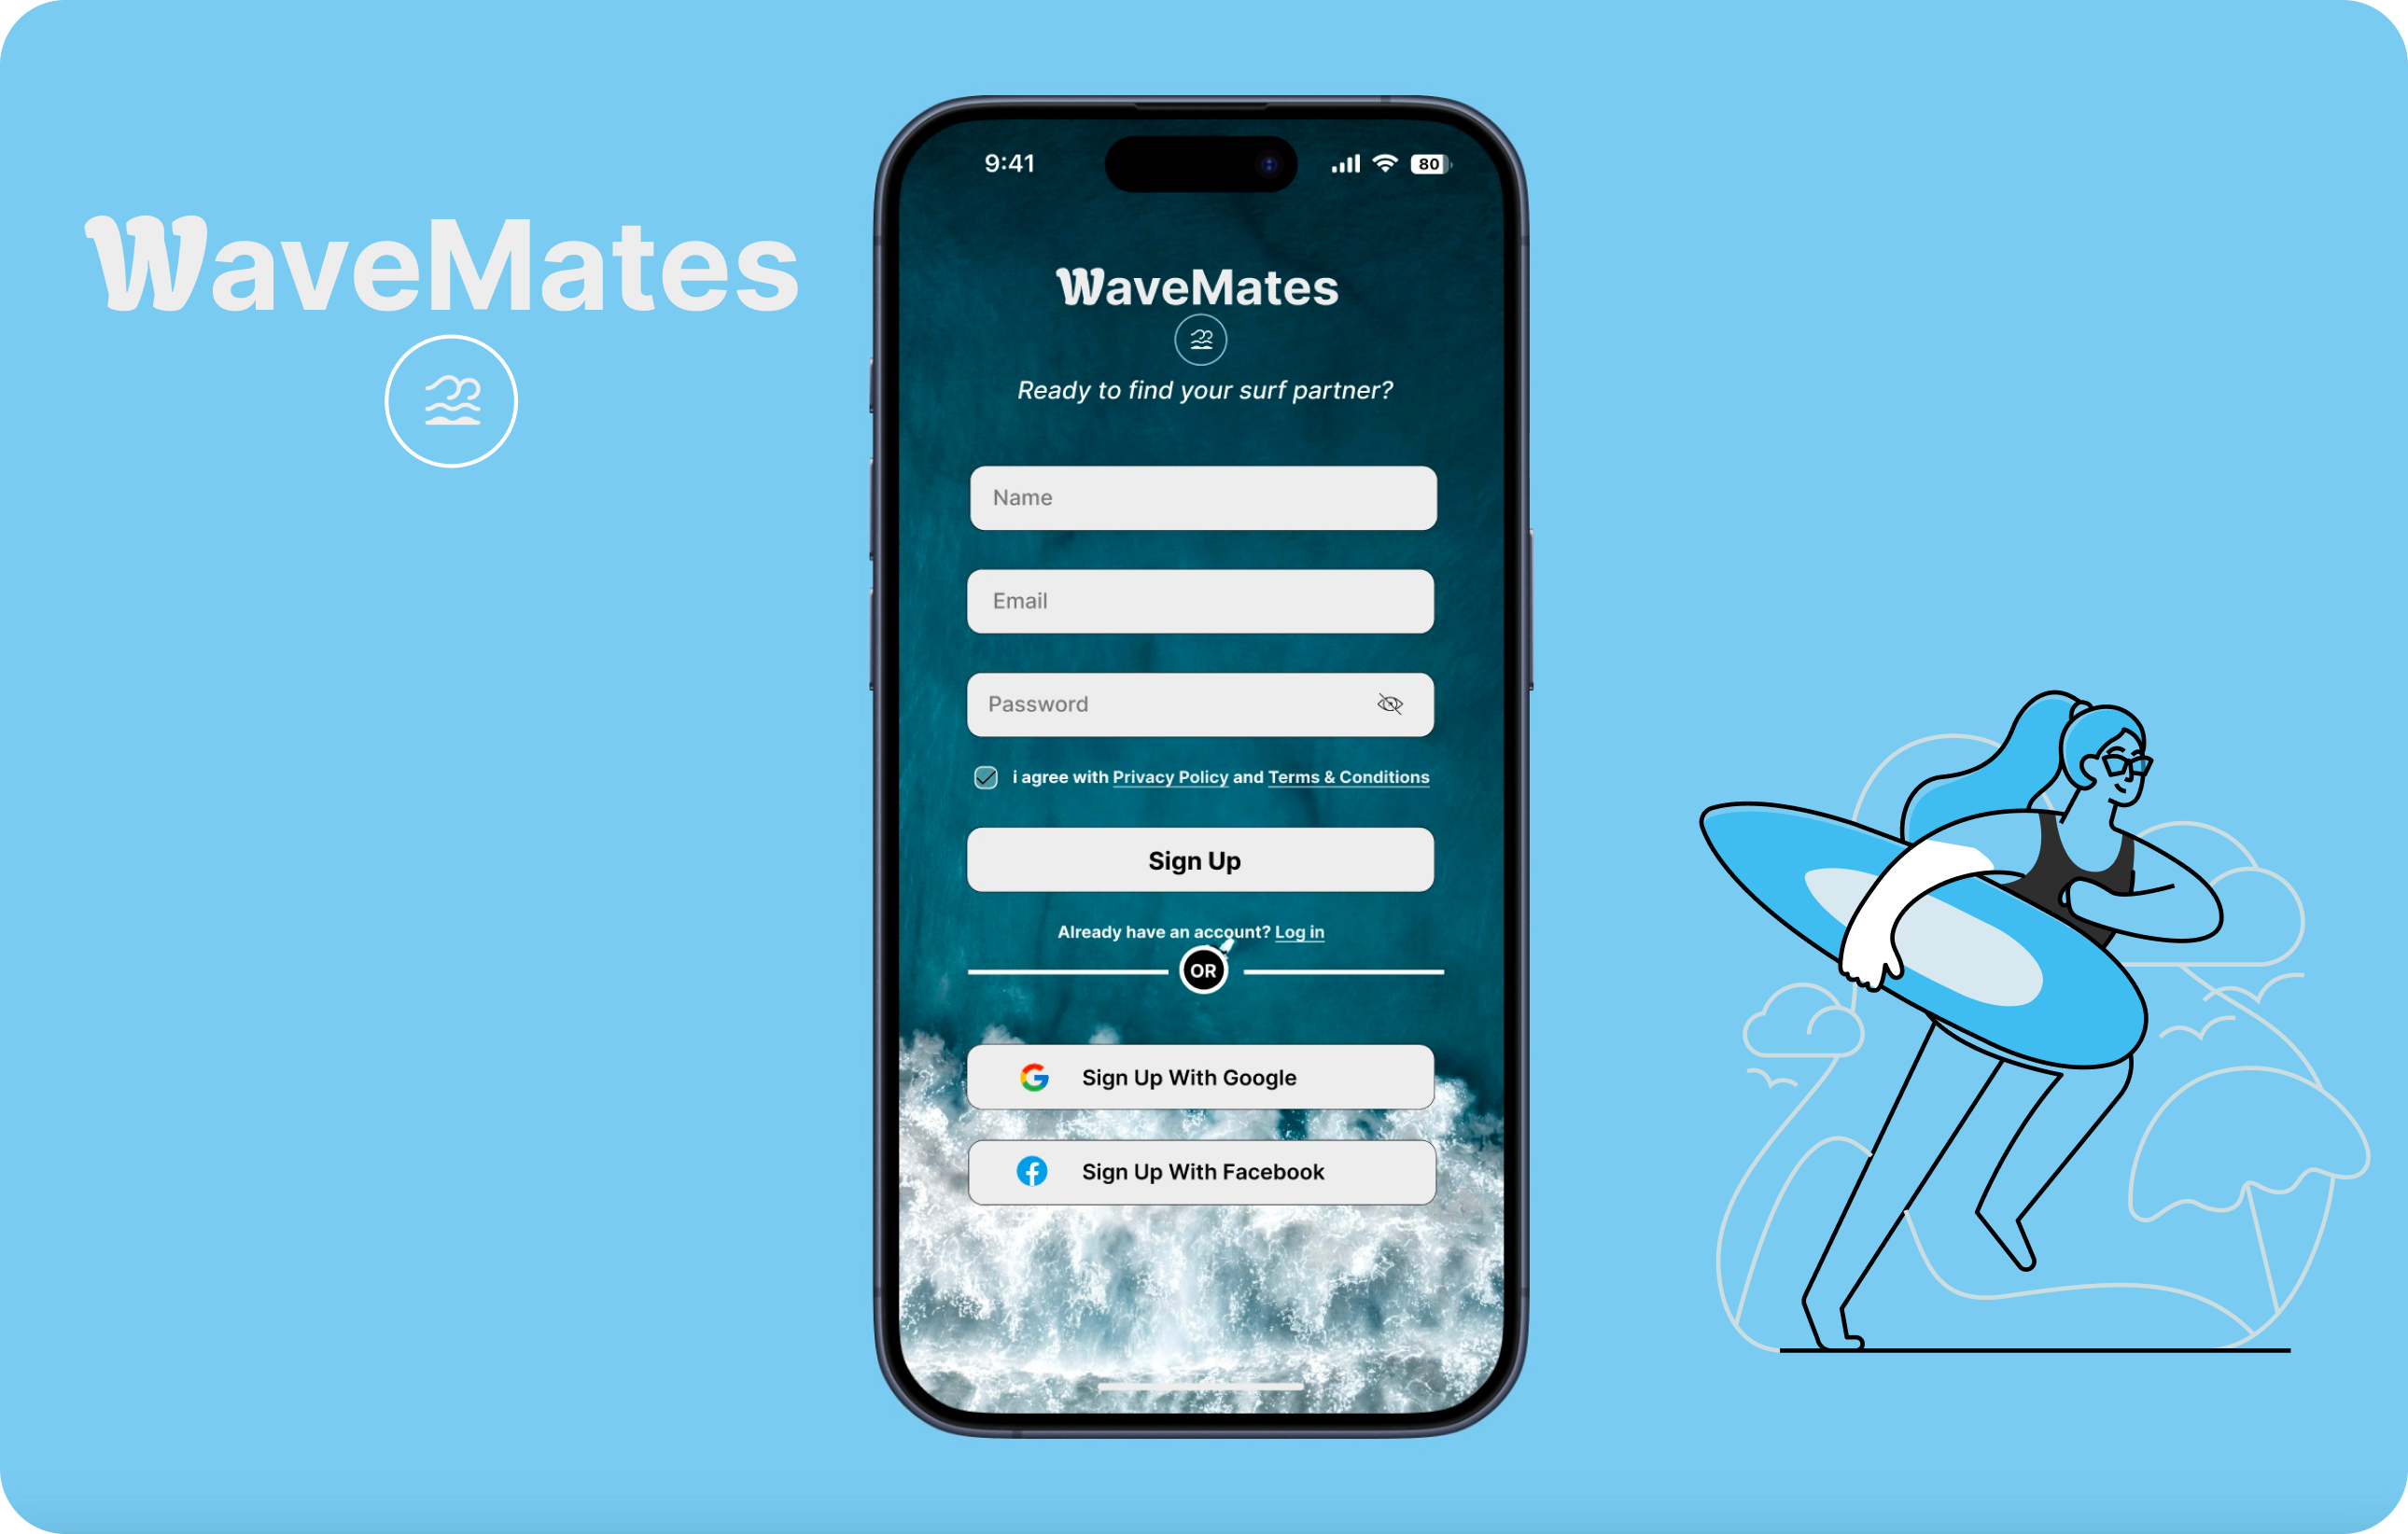 WaveMates
9:41
80
WaveMates
Ready to find your surf partner?
Name
Email
Password
i agree with Privacy Policy and Terms & Conditions
Sign Up
Already have an account? Log in
OR
Sign Up With Google
Sign Up With Facebook